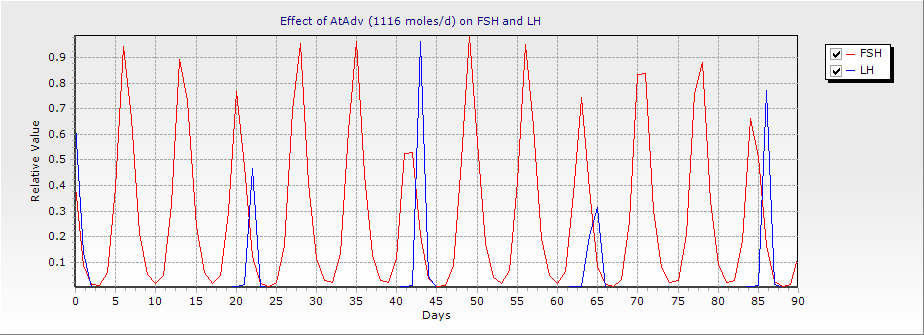 Effect of AtAdv (1116 moles/d) on FSH and LH
FSH
LH
Relative Value
0.9
0.8
0.7
0.6
0.5
0.4
0.3
0.2
0.1
0 5 10 15 20 25 30 35 40 45 50 55 60 65 70 75 80 85 90
Days